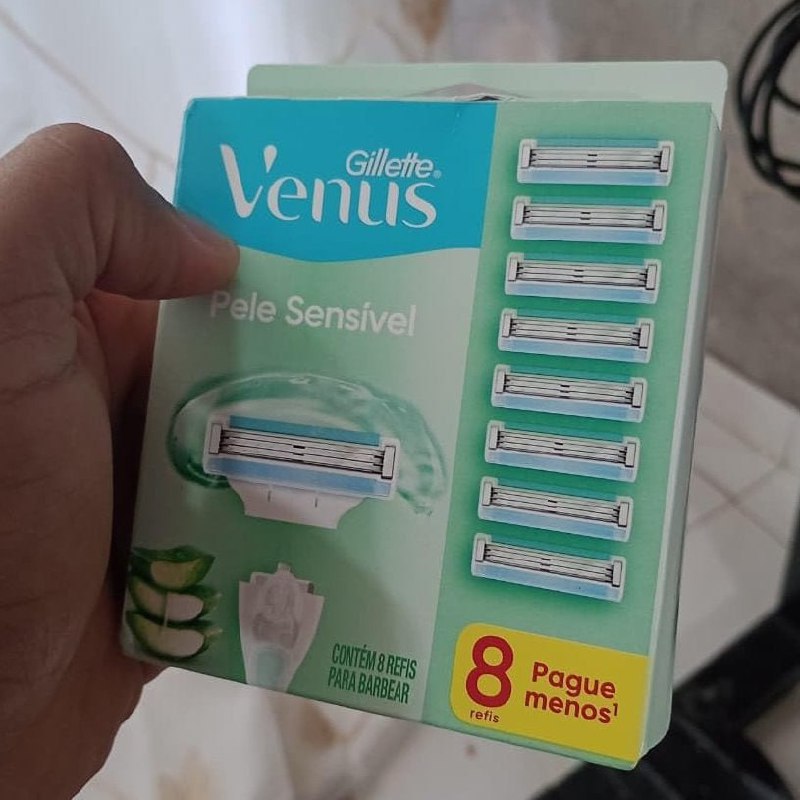 Gillette®
Venus
Pele Sensível
CONTÉM 8 REFIS
PARA BARBEAR
8
refis
Pague
menos¹